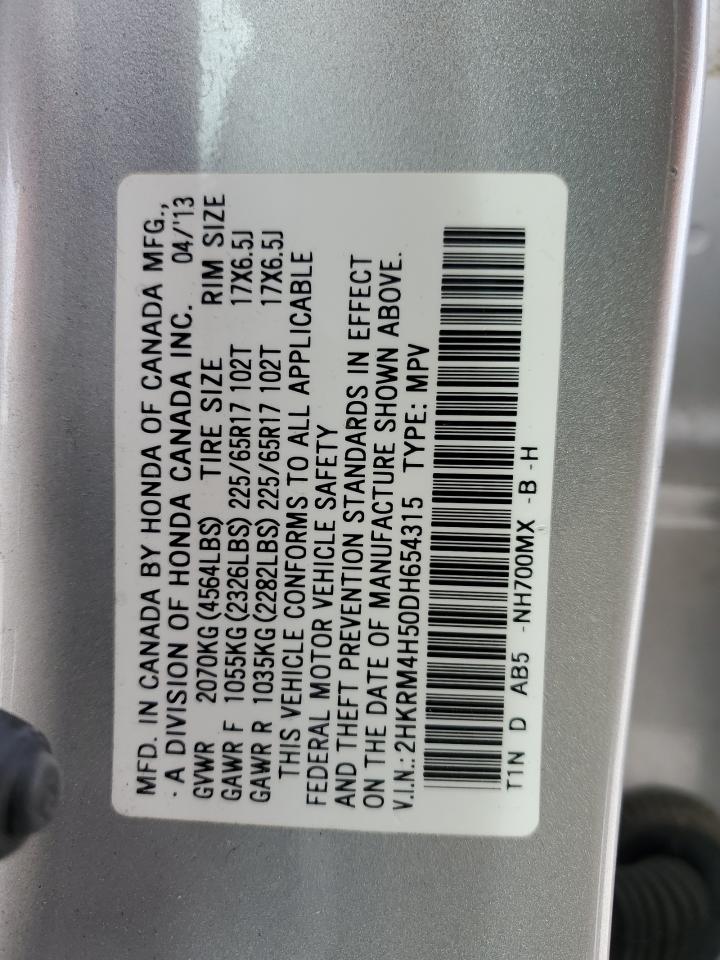 MFD. IN CANADA BY HONDA OF CANADA MFG.,
- A DIVISION OF HONDA CANADA INC. 04/'13
GVWR 2070KG(4564LBS) TIRE SIZE RIM SIZE
GAWR F 1055KG(2326LBS) 225/65R17 102T 17X6.5J
GAWR R 1035KG(2282LBS) 225/65R17 102T 17X6.5J
THIS VEHICLE CONFORMS TO ALL APPLICABLE
FEDERAL MOTOR VEHICLE SAFETY
AND THEFT PREVENTION STANDARDS IN EFFECT
ON THE DATE OF MANUFACTURE SHOWN ABOVE.
V.I.N.: 2HKRM4H50DH654315 TYPE: MPV
T1N D AB5 -NH700MX -B -H